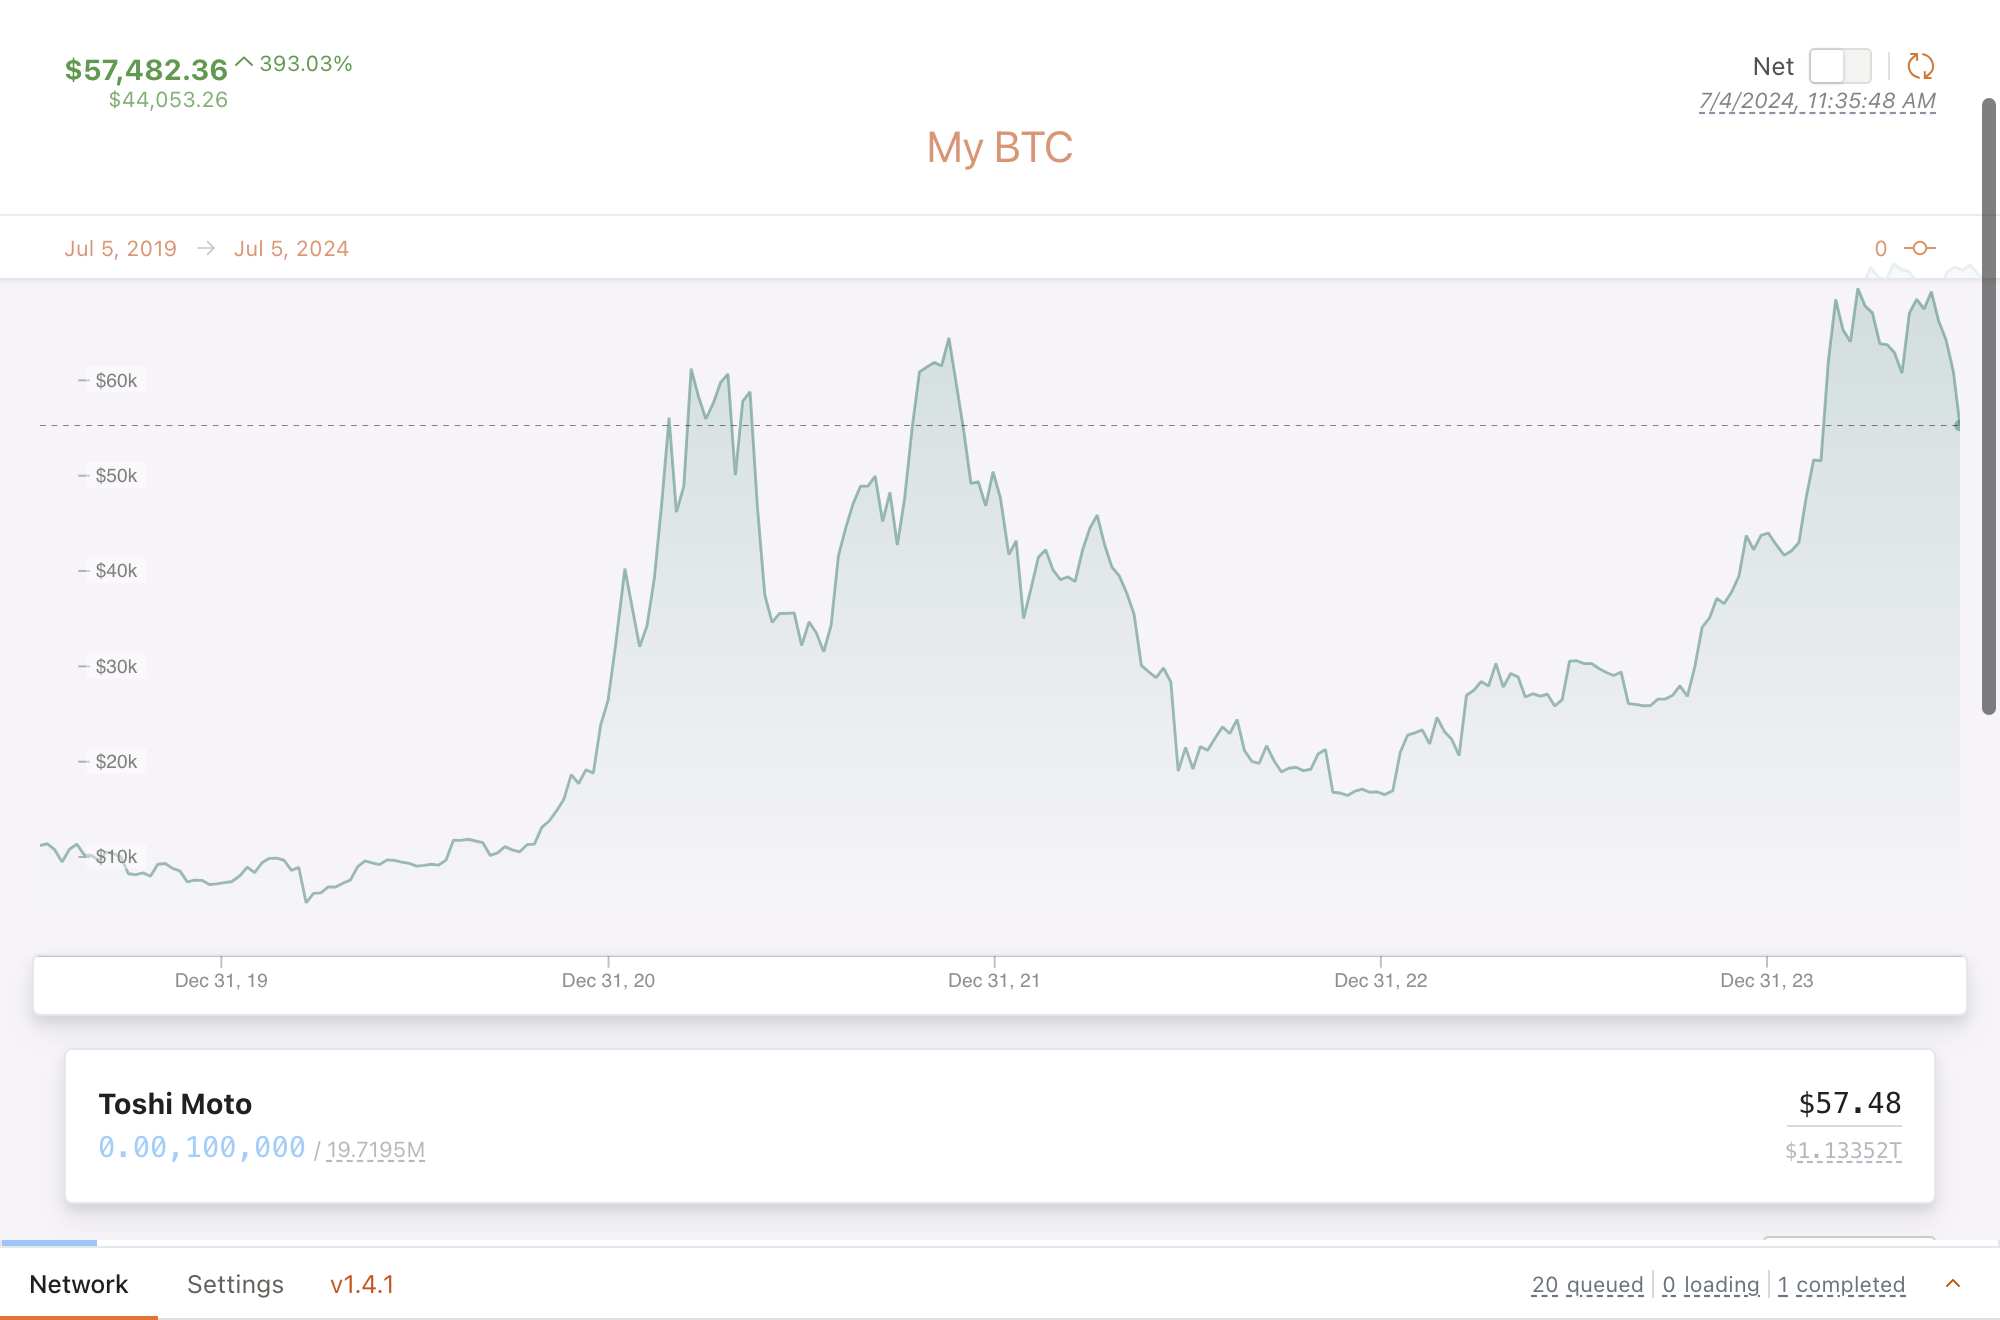 $57,482.36 393.03%
$44,053.26
Net
7/4/2024, 11:35:48 AM
My BTC
Jul 5, 2019 → Jul 5, 2024
0
$60k
$50k
$40k
$30k
$20k
$10k
Dec 31, 19 Dec 31, 20 Dec 31, 21 Dec 31, 22 Dec 31, 23
Toshi Moto
$57.48
0.00,100,000 / 19.7195M
$1.13352T
Network Settings v1.4.1
20 queued 0 loading 1 completed